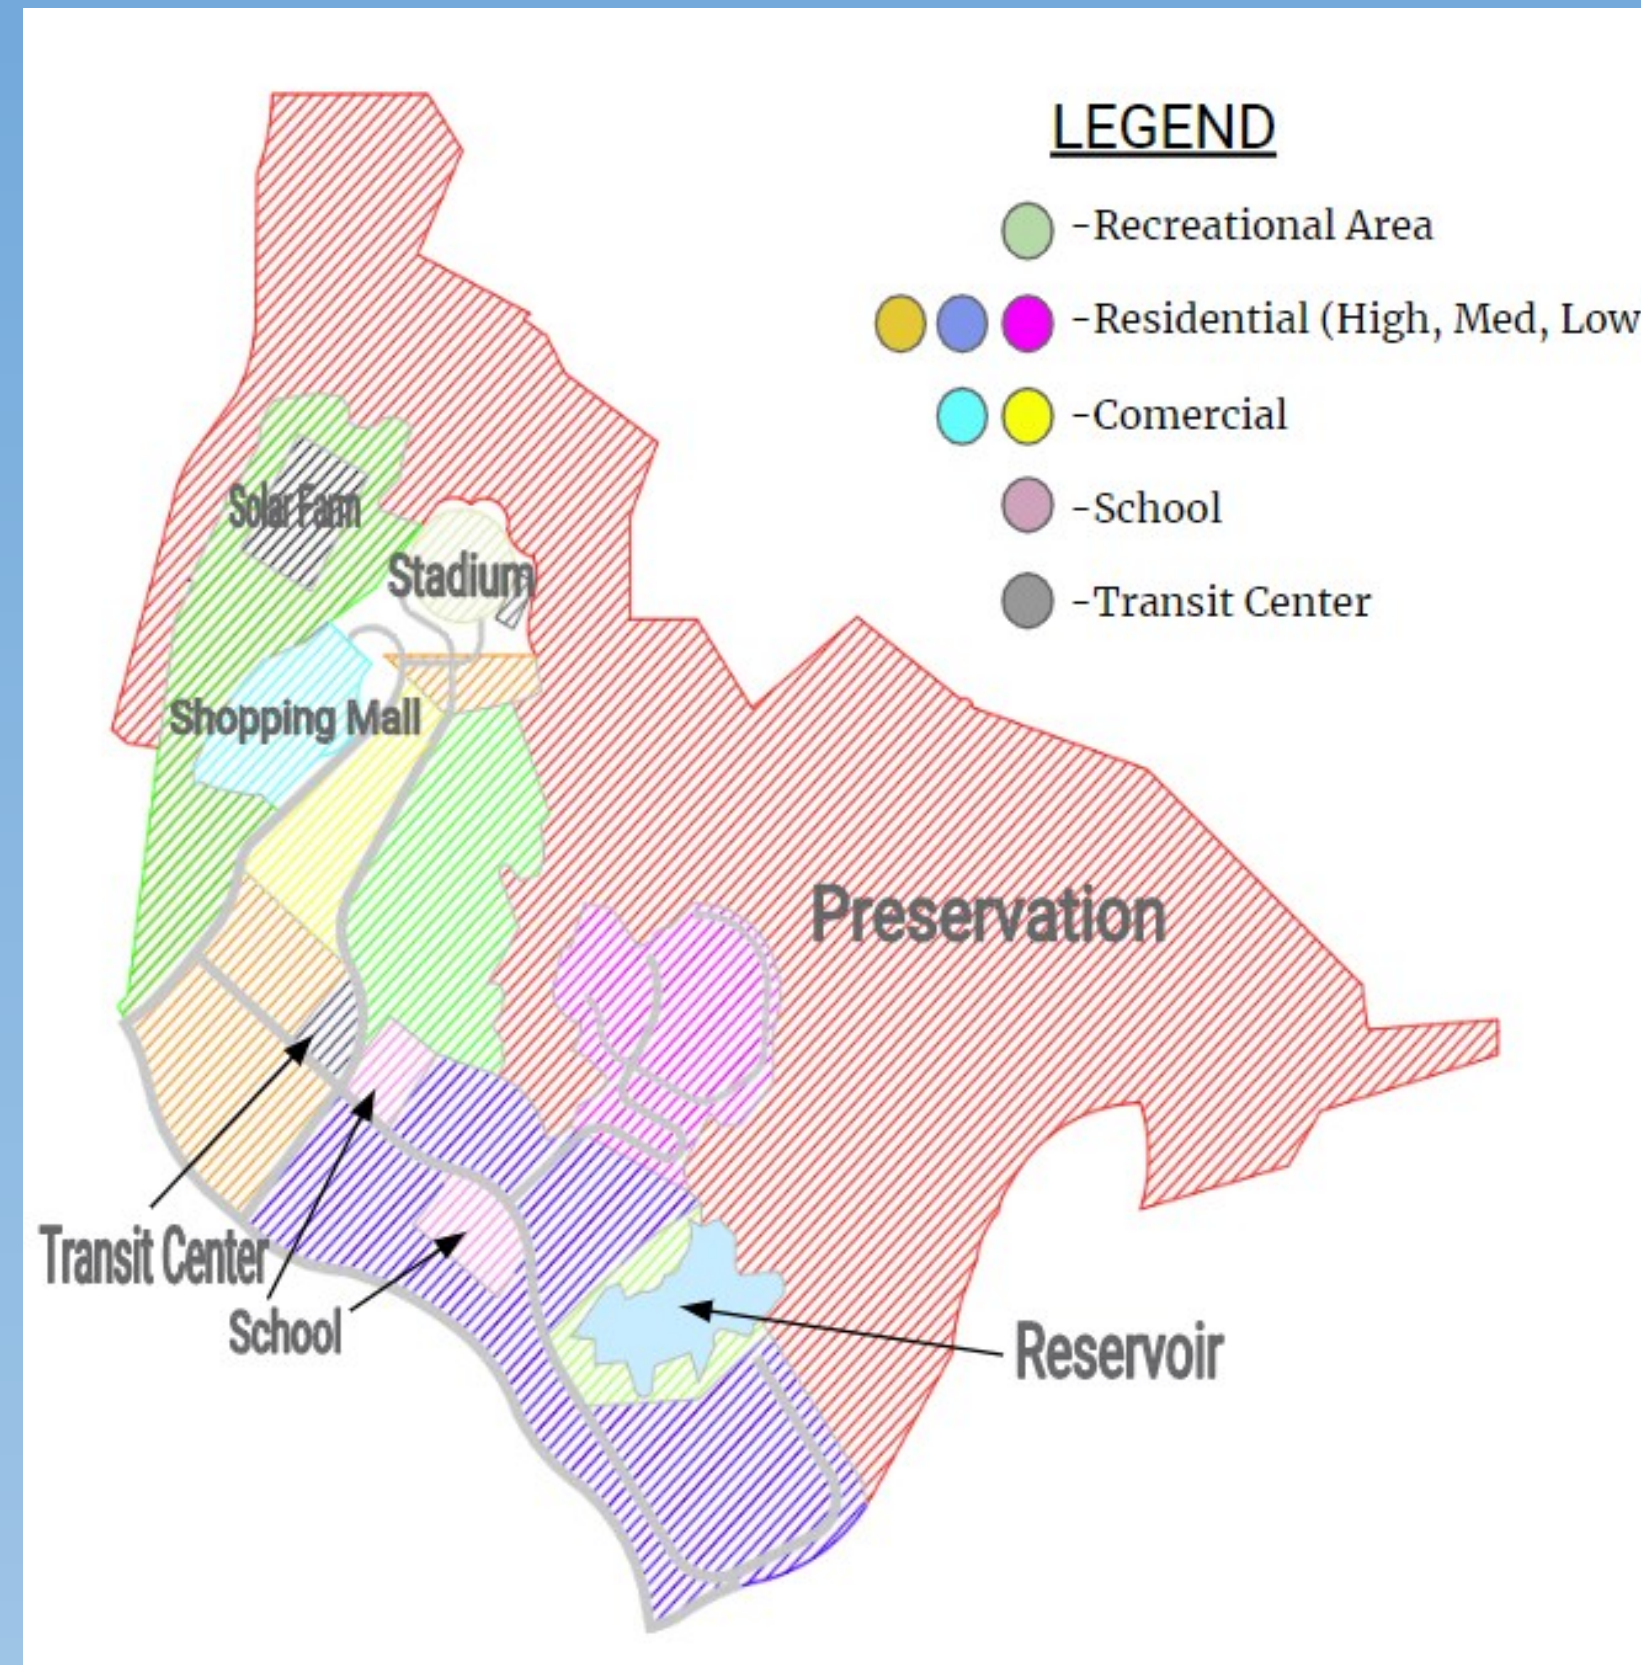 LEGEND
-Recreational Area
-Residential (High, Med, Low
-Comercial
-School
-Transit Center
Solar Farm
Stadium
Shopping Mall
Preservation
Transit Center
School
Reservoir